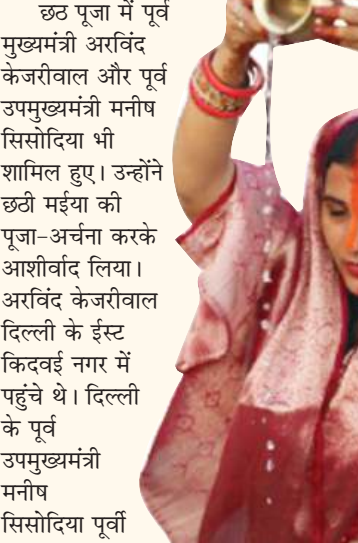 छठ पूजा में पूर्व
मुख्यमंत्री अरविंद
केजरीवाल और पूर्व
उपमुख्यमंत्री मनीष
सिसोदिया भी
शामिल हुए। उन्होंने
छठी मईया की
पूजा-अर्चना करके
आशीर्वाद लिया।
अरविंद केजरीवाल
दिल्ली के ईस्ट
किदवई नगर में
पहुंचे थे। दिल्ली
के पूर्व
उपमुख्यमंत्री
मनीष
सिसोदिया पूर्वी